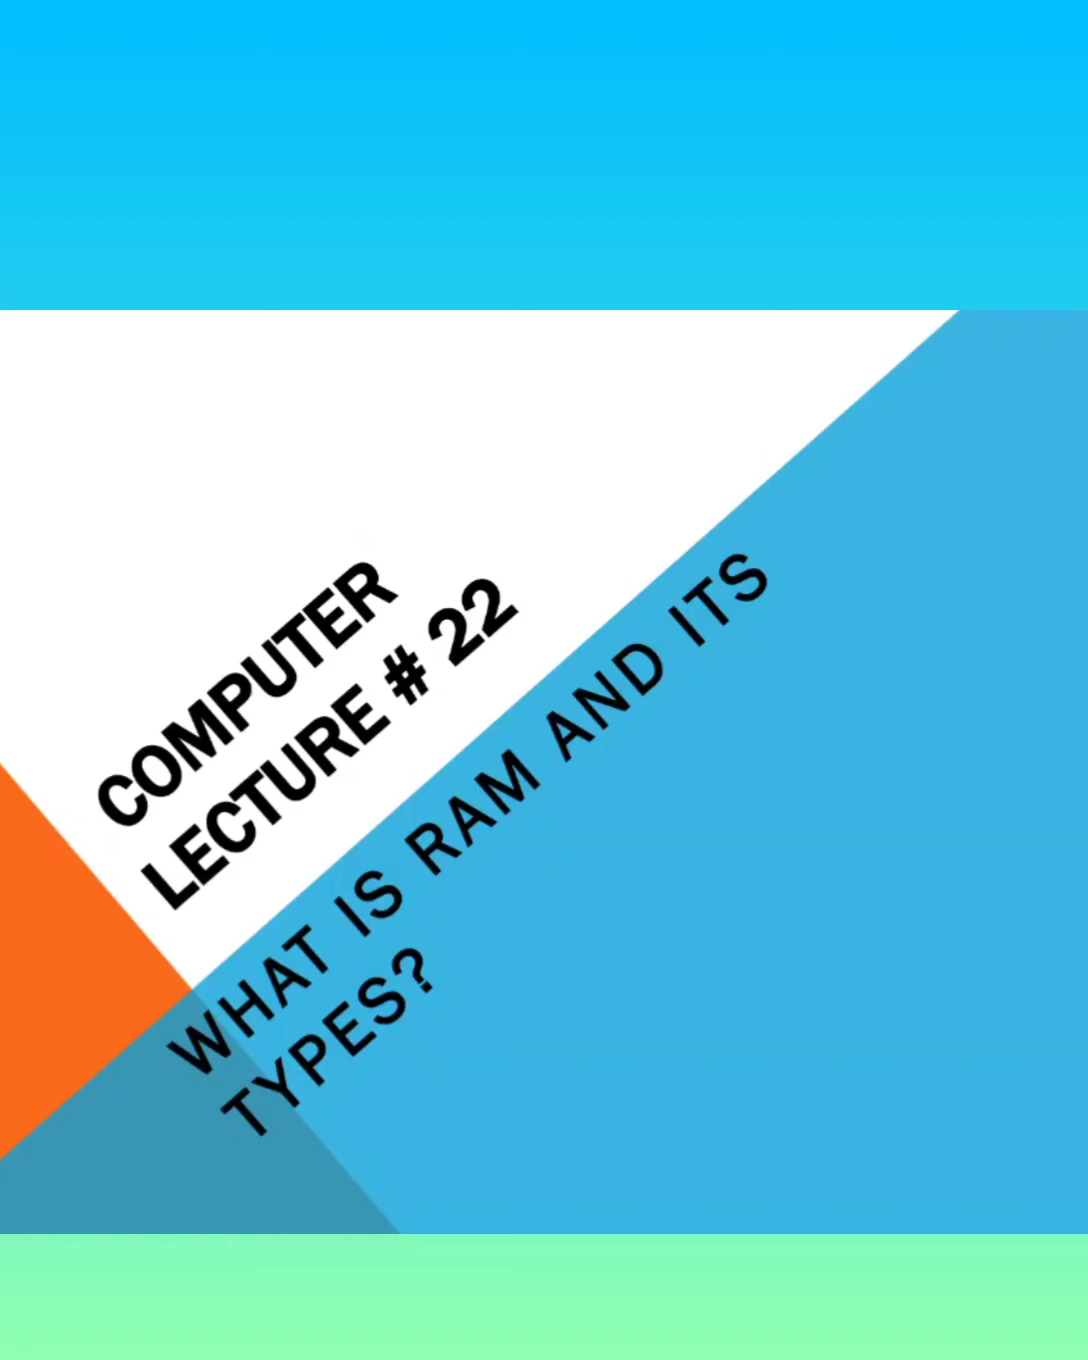 COMPUTER
LECTURE # 22
WHAT IS RAM AND ITS
TYPES?